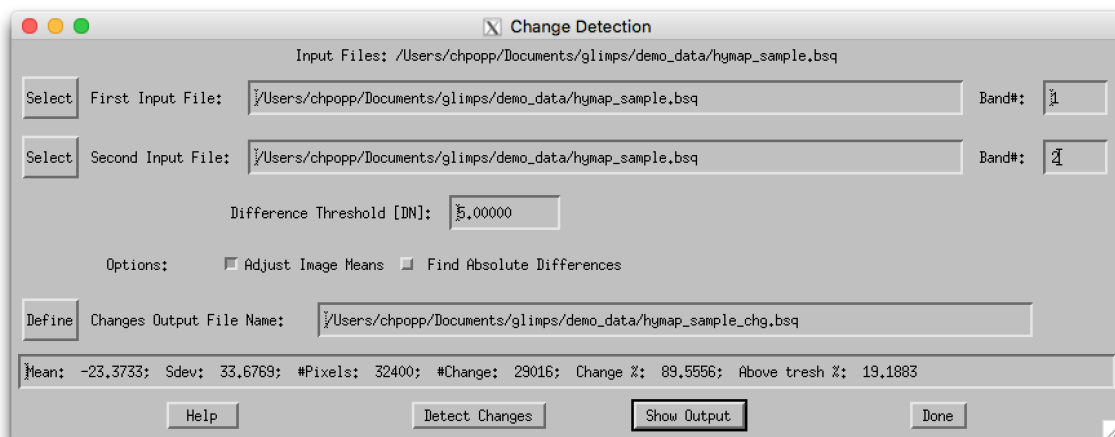 Change Detection
Input Files: /Users/chpopp/Documents/glimps/demo_data/hymap_sample.bsq
Select First Input File: /Users/chpopp/Documents/glimps/demo_data/hymap_sample.bsq Band#: 1
Select Second Input File: /Users/chpopp/Documents/glimps/demo_data/hymap_sample.bsq Band#: 2
Difference Threshold [DN]: 5.00000
Options: Adjust Image Means Find Absolute Differences
Define Changes Output File Name: /Users/chpopp/Documents/glimps/demo_data/hymap_sample_chg.bsq
Mean: -23.3733; Sdev: 33.6769; #Pixels: 32400; #Change: 29016; Change %: 89.5556; Above tresh %: 19.1883
Help Detect Changes Show Output Done